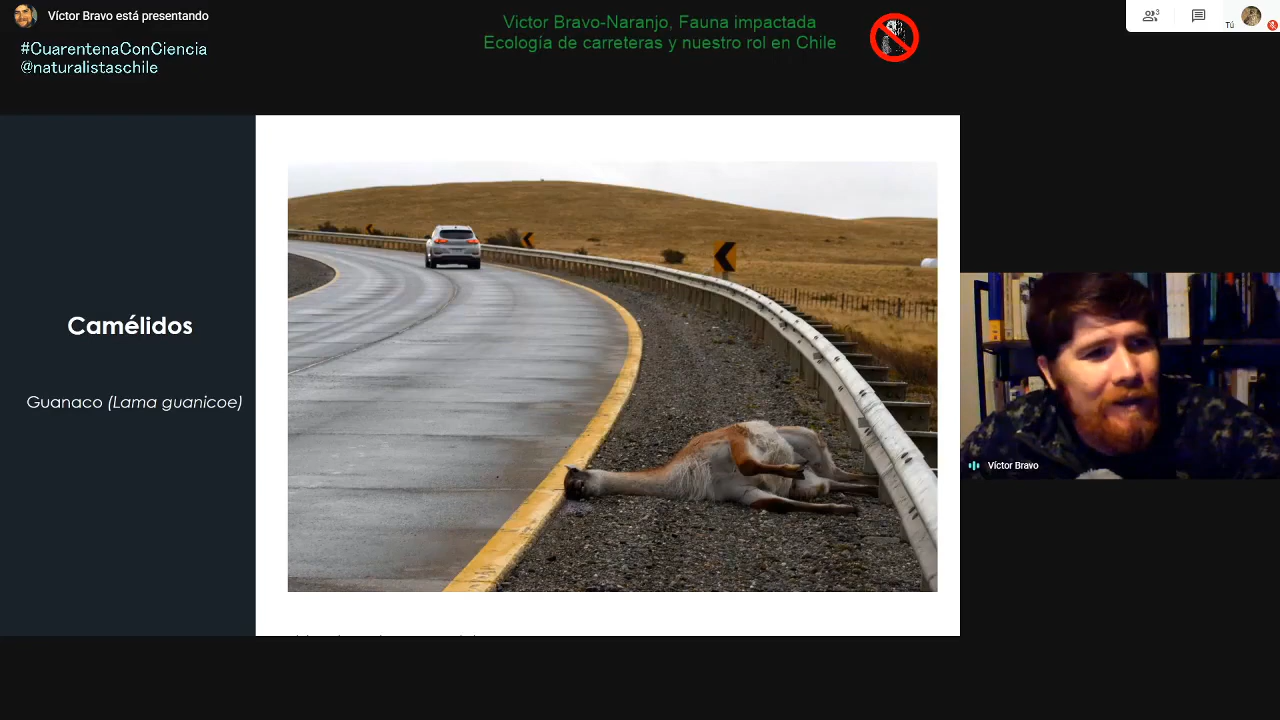 Víctor Bravo está presentando
#CuarentenaConCiencia
@naturalistaschile
Victor Bravo-Naranjo, Fauna impactada
Ecología de carreteras y nuestro rol en Chile
3
Tú
Camélidos
Guanaco (Lama guanicoe)
Víctor Bravo